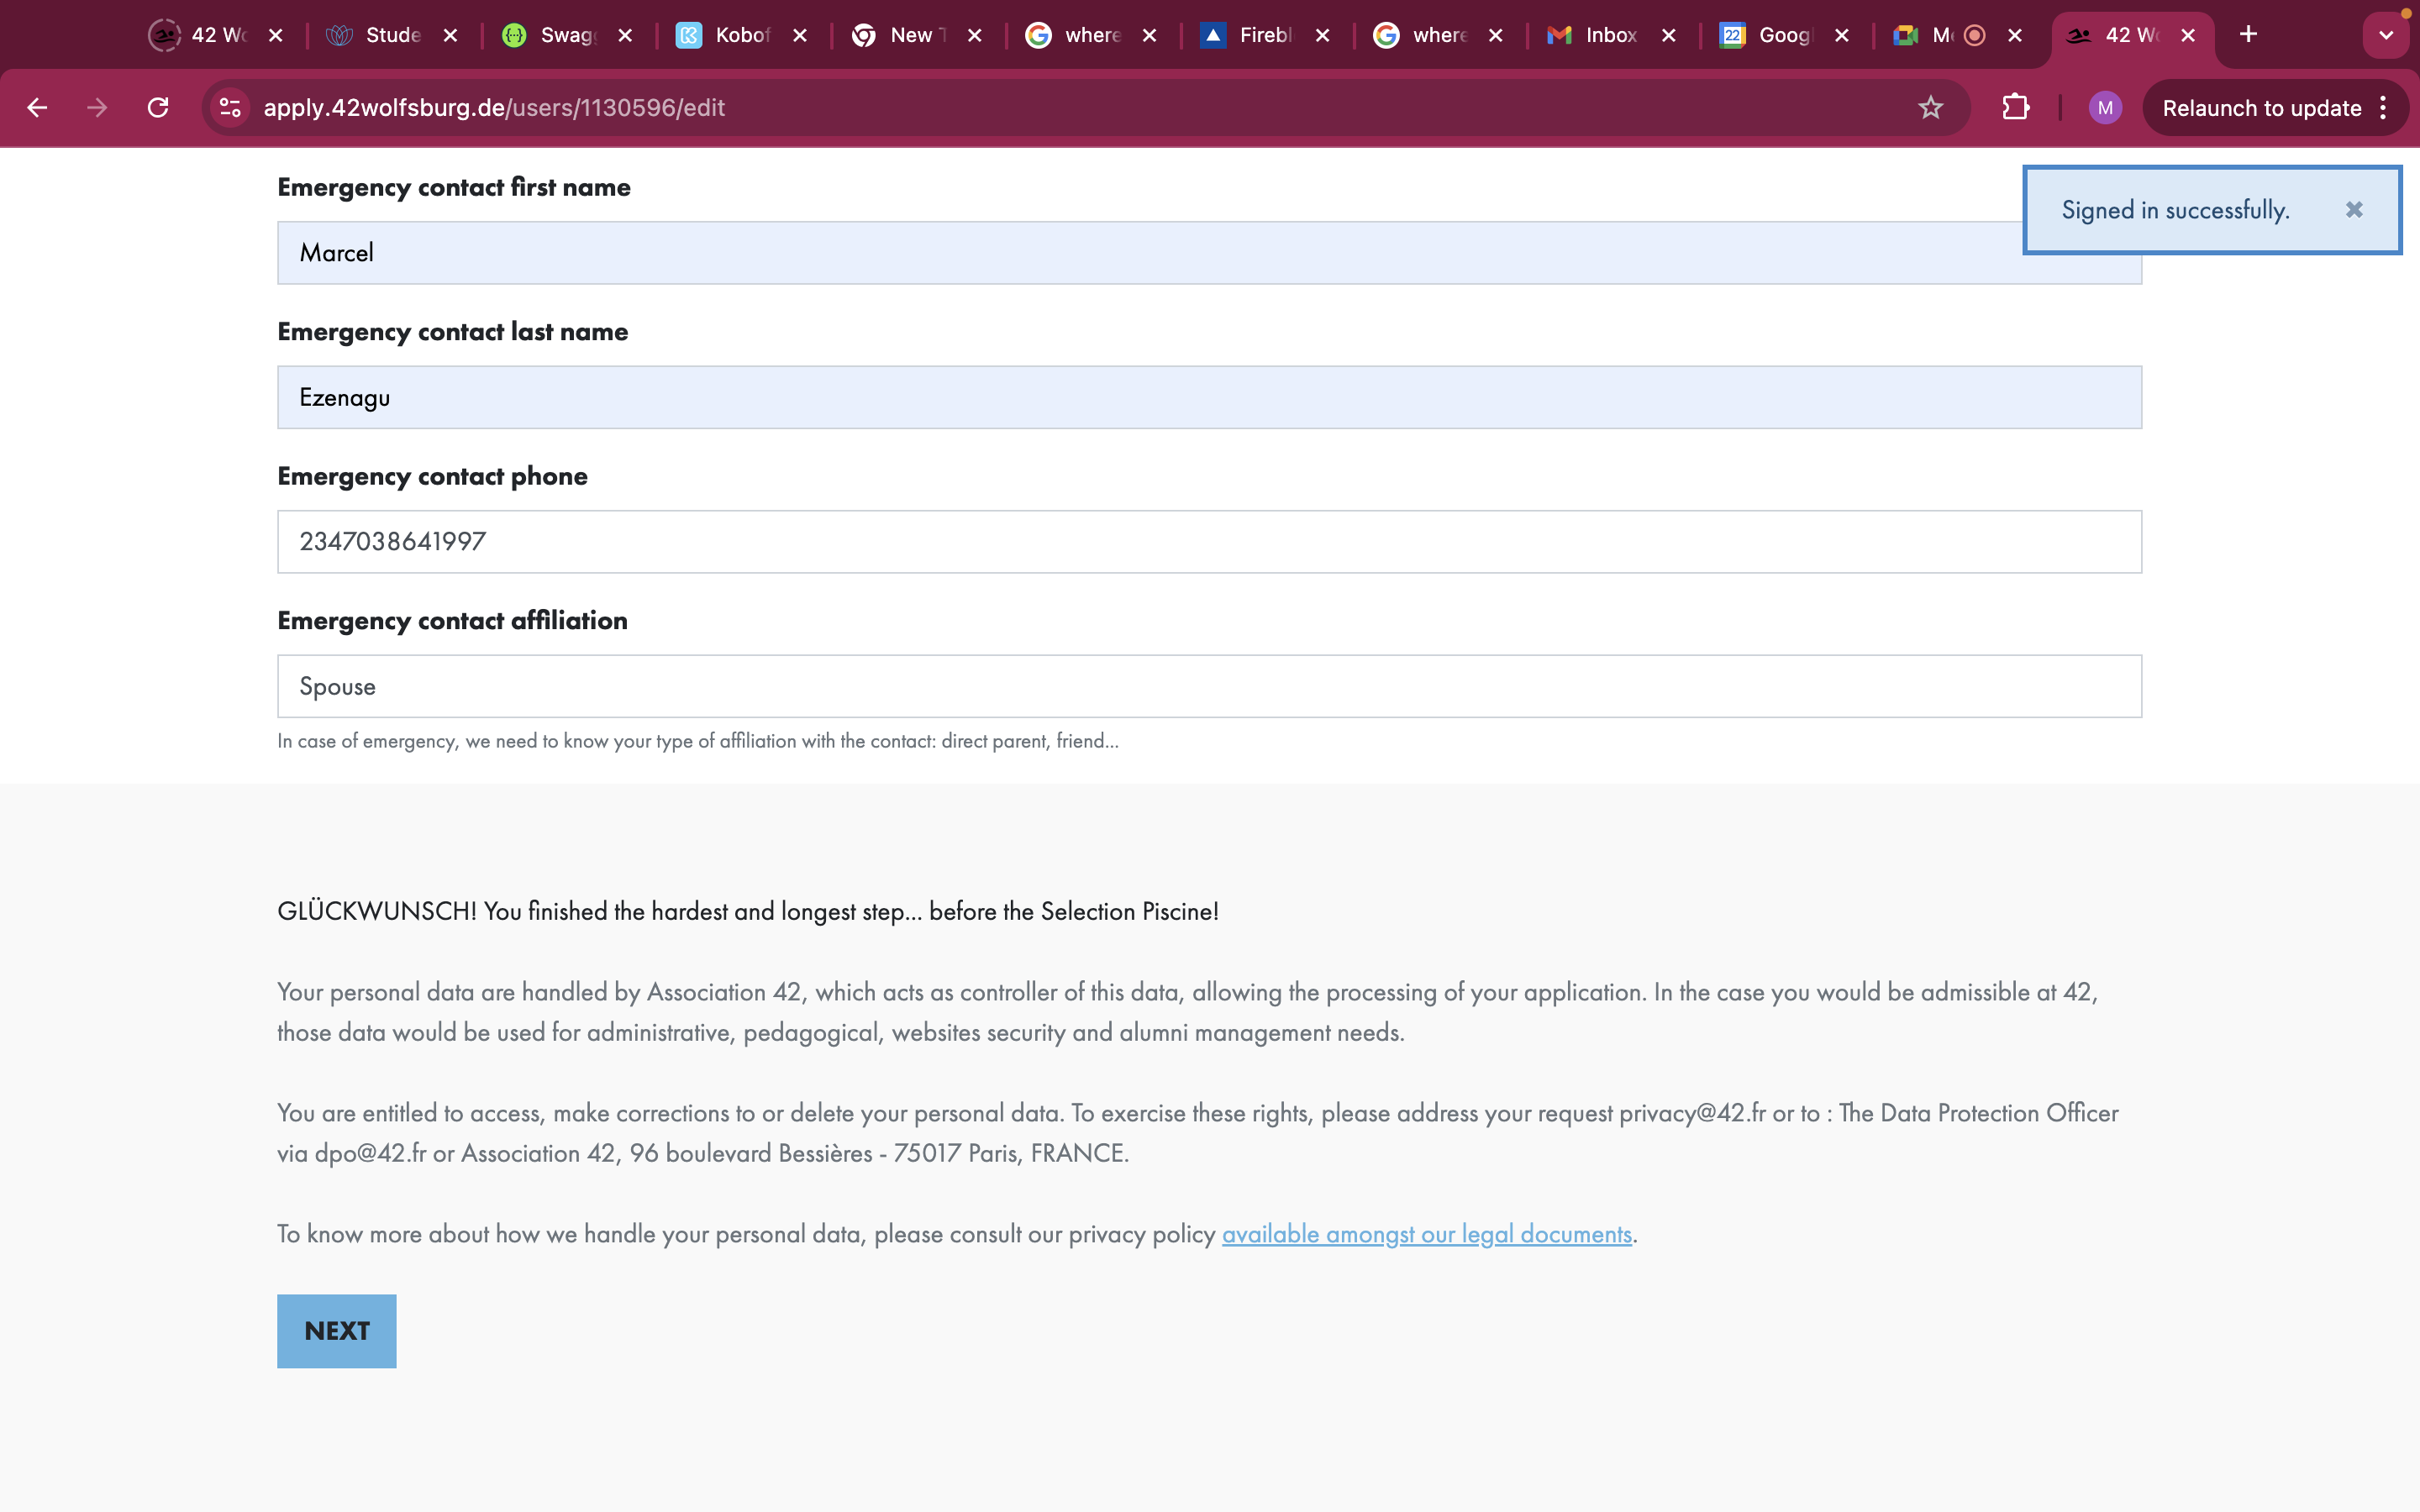 42 Wo
Stude
Swag
Kobof
New T
where
Firebl
where
Inbox
22
Googl
Me
42 Wo
apply.42wolfsburg.de/users/1130596/edit
M
Relaunch to update
Signed in successfully.
Emergency contact first name
Marcel
Emergency contact last name
Ezenagu
Emergency contact phone
2347038641997
Emergency contact affiliation
Spouse
In case of emergency, we need to know your type of affiliation with the contact: direct parent, friend...
GLÜCKWUNSCH! You finished the hardest and longest step... before the Selection Piscine!
Your personal data are handled by Association 42, which acts as controller of this data, allowing the processing of your application. In the case you would be admissible at 42,
those data would be used for administrative, pedagogical, websites security and alumni management needs.
You are entitled to access, make corrections to or delete your personal data. To exercise these rights, please address your request privacy@42.fr or to : The Data Protection Officer
via dpo@42.fr or Association 42, 96 boulevard Bessières - 75017 Paris, FRANCE.
To know more about how we handle your personal data, please consult our privacy policy available amongst our legal documents.
NEXT